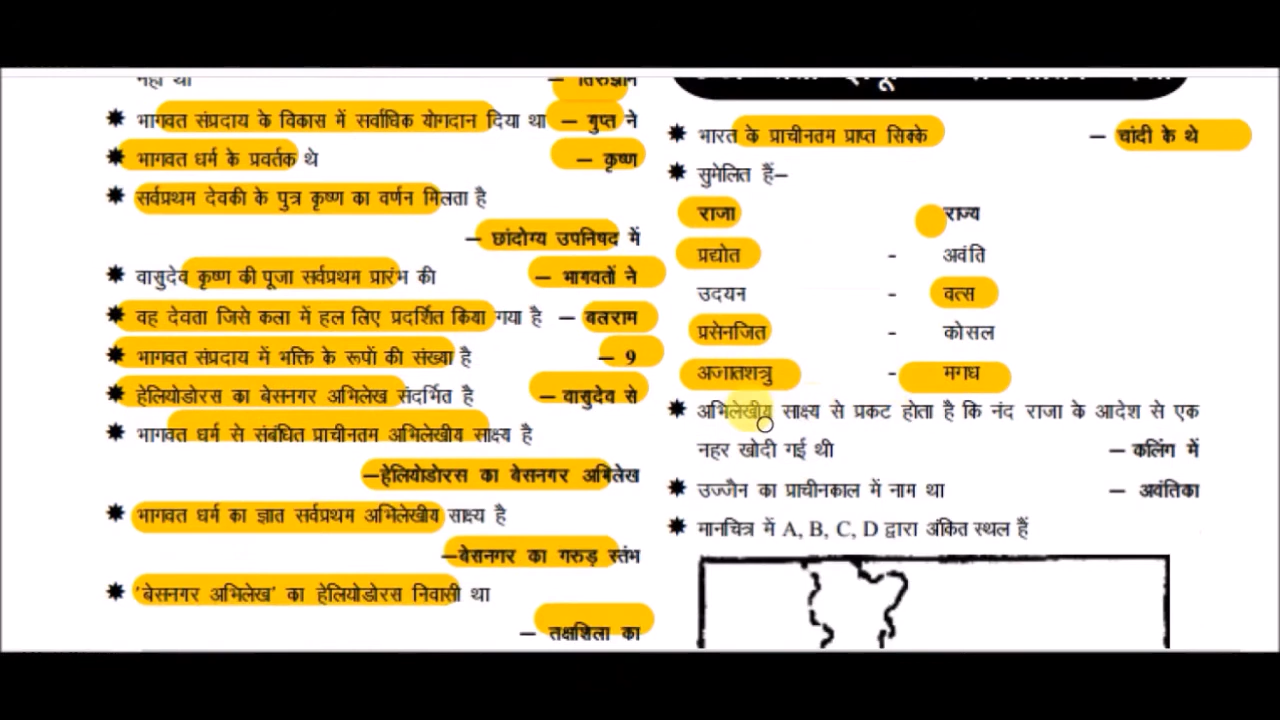 नहीं था — तिरुज्ञान
✷ भागवत संप्रदाय के विकास में सर्वाधिक योगदान दिया था — गुप्त ने
✷ भागवत धर्म के प्रवर्तक थे — कृष्ण
✷ सर्वप्रथम देवकी के पुत्र कृष्ण का वर्णन मिलता है
— छांदोग्य उपनिषद में
✷ वासुदेव कृष्ण की पूजा सर्वप्रथम प्रारंभ की — भागवतों ने
✷ वह देवता जिसे कला में हल लिए प्रदर्शित किया गया है — बलराम
✷ भागवत संप्रदाय में भक्ति के रूपों की संख्या है — 9
✷ हेलियोडोरस का बेसनगर अभिलेख संदर्भित है — वासुदेव से
✷ भागवत धर्म से संबंधित प्राचीनतम अभिलेखीय साक्ष्य है
—हेलियोडोरस का बेसनगर अभिलेख
✷ भागवत धर्म का ज्ञात सर्वप्रथम अभिलेखीय साक्ष्य है
—बेसनगर का गरुड़ स्तंभ
✷ 'बेसनगर अभिलेख' का हेलियोडोरस निवासी था
— तक्षशिला का
✷ भारत के प्राचीनतम प्राप्त सिक्के — चांदी के थे
✷ सुमेलित हैं–
राजा राज्य
प्रद्योत - अवंति
उदयन - वत्स
प्रसेनजित - कोसल
अजातशत्रु - मगध
✷ अभिलेखीय साक्ष्य से प्रकट होता है कि नंद राजा के आदेश से एक
नहर खोदी गई थी — कलिंग में
✷ उज्जैन का प्राचीनकाल में नाम था — अवंतिका
✷ मानचित्र में A, B, C, D द्वारा अंकित स्थल हैं